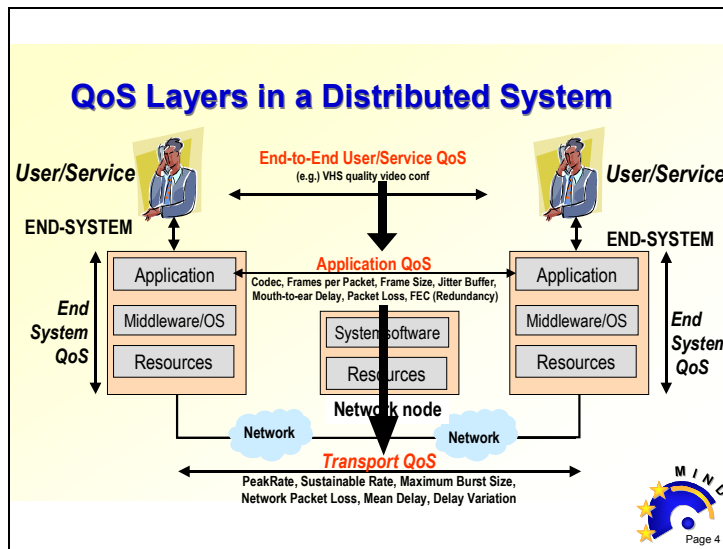 QoS Layers in a Distributed System
User/Service
End-to-End User/Service QoS
(e.g.) VHS quality video conf
User/Service
END-SYSTEM
END-SYSTEM
Application
Middleware/OS
Resources
End
System
QoS
Application QoS
Codec, Frames per Packet, Frame Size, Jitter Buffer,
Mouth-to-ear Delay, Packet Loss, FEC (Redundancy)
System software
Resources
Network node
Application
Middleware/OS
Resources
End
System
QoS
Network
Network
Transport QoS
PeakRate, Sustainable Rate, Maximum Burst Size,
Network Packet Loss, Mean Delay, Delay Variation
MIND
Page 4